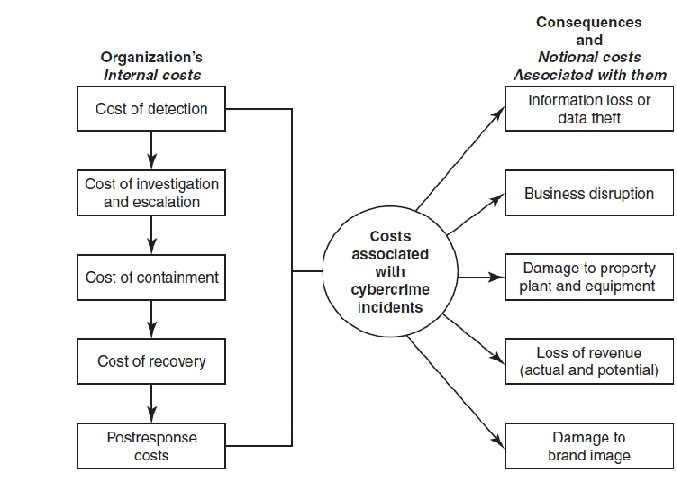 Organization's
Internal costs
Cost of detection
Cost of investigation
and escalation
Cost of containment
Cost of recovery
Postresponse
costs
Costs
associated
with
cybercrime
incidents
Consequences
and
Notional costs
Associated with them
Information loss or
data theft
Business disruption
Damage to property
plant and equipment
Loss of revenue
(actual and potential)
Damage to
brand image